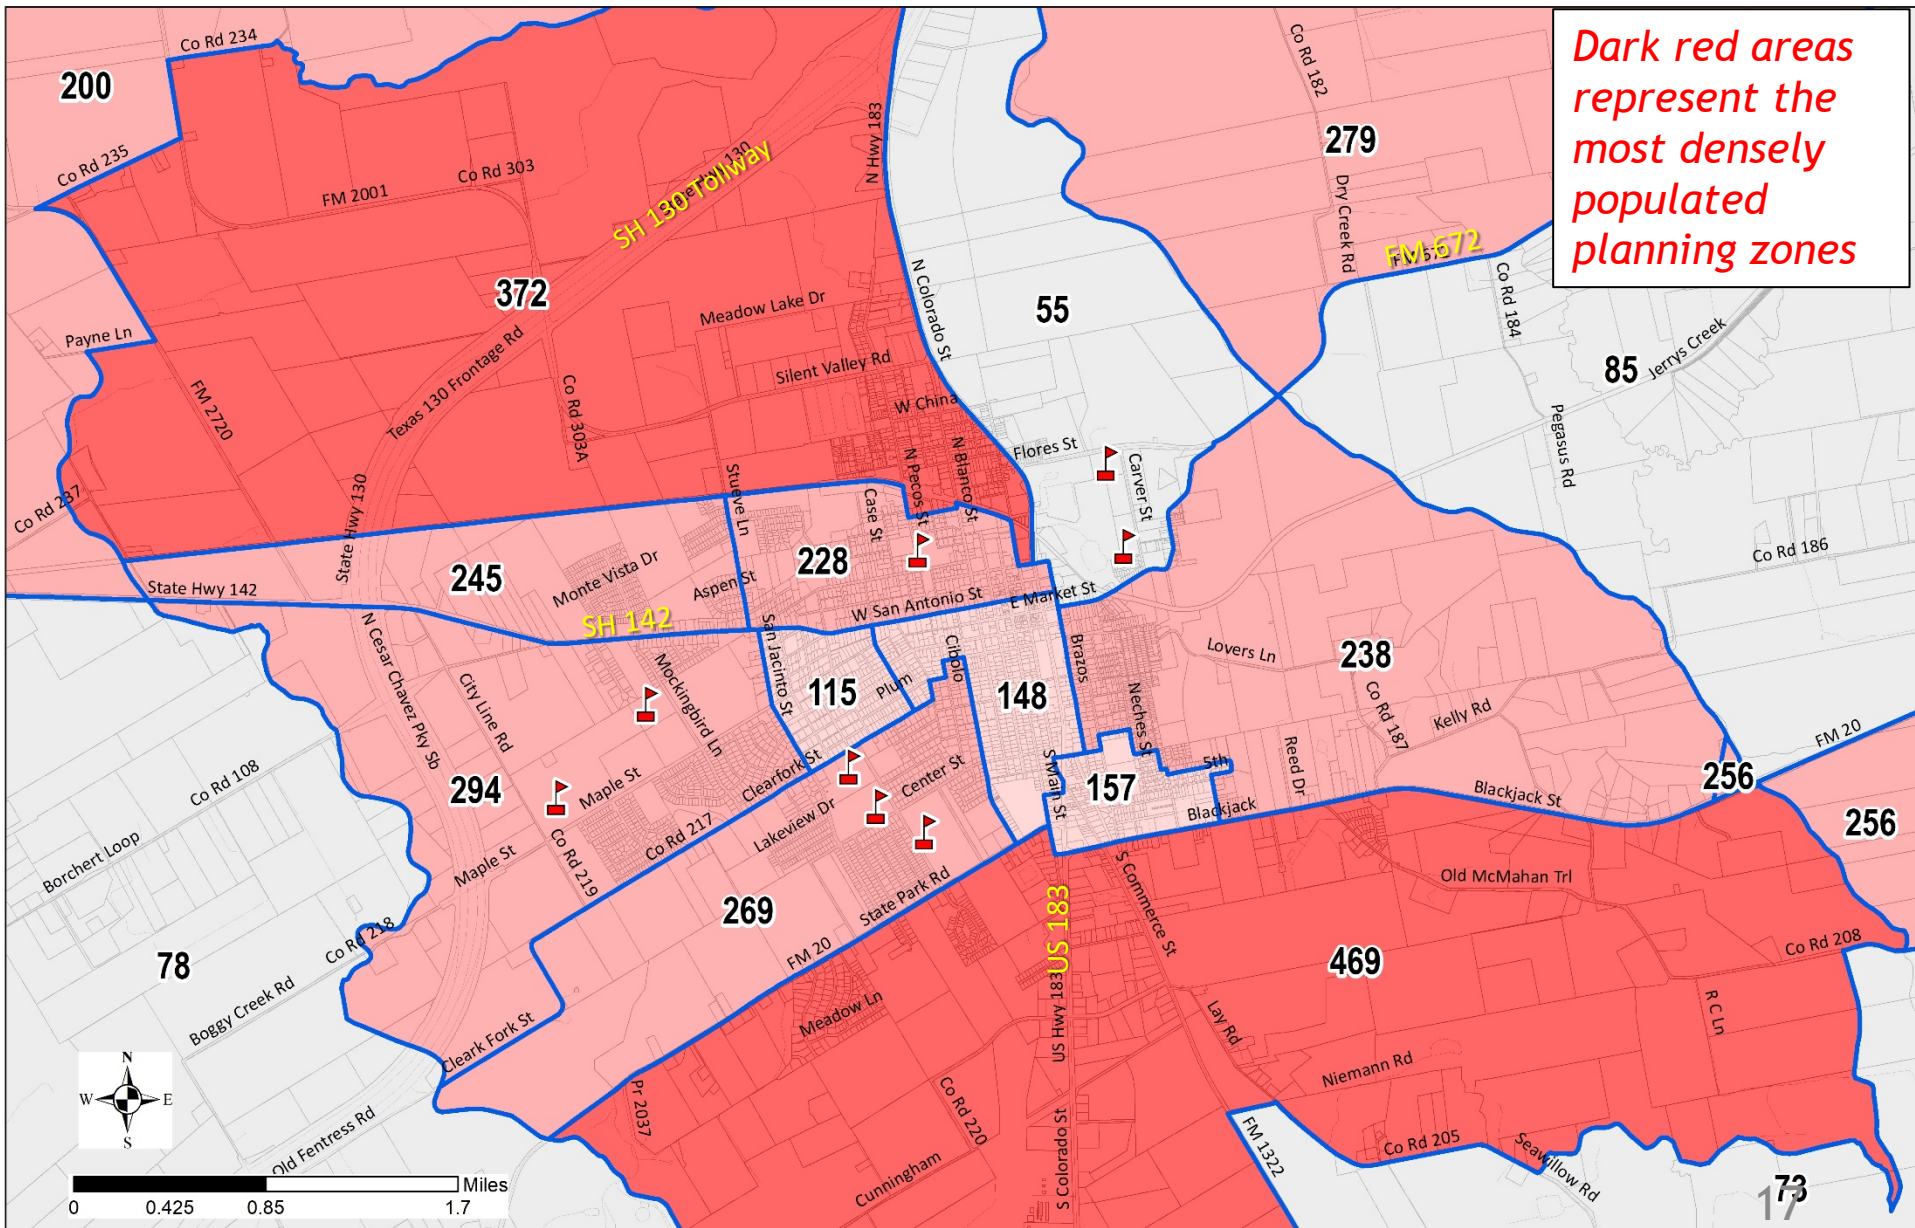 Dark red areas
represent the
most densely
populated
planning zones
Co Rd 234
200
Co Rd 235
FM 2001
Co Rd 303
N Hwy 183
SH 130 Tollway
Co Rd 182
279
Dry Creek Rd
FM 672
Co Rd 184
372
55
N Colorado St
Meadow Lake Dr
Payne Ln
Texas 130 Frontage Rd
Silent Valley Rd
85
Jerrys Creek
FM 2720
Co Rd 303A
W China
N Blanco St
N Pecos St
Flores St
Carver St
Pegasus Rd
Co Rd 237
State Hwy 130
Stueve Ln
Case St
228
245
Monte Vista Dr
Aspen St
Co Rd 186
State Hwy 142
W San Antonio St
E Market St
SH 142
N Cesar Chavez Pky Sb
San Jacinto St
Cibolo
Brazos
Lovers Ln
238
City Line Rd
Mockingbird Ln
115
Plum
148
Neches St
Co Rd 187
Kelly Rd
FM 20
Co Rd 108
294
Maple St
Clearfork St
Center St
S Main St
157
5th
Reed Dr
256
Blackjack St
Blackjack
256
Borchert Loop
Maple St
Co Rd 219
Co Rd 217
Lakeview Dr
Old McMahan Trl
S Commerce St
269
State Park Rd
US 183
Co Rd 218
FM 20
469
Co Rd 208
78
Boggy Creek Rd
Meadow Ln
US Hwy 183
Lay Rd
R C Ln
Cleark Fork St
Niemann Rd
N
W
E
S
Pr 2037
Co Rd 220
Old Fentress Rd
S Colorado St
FM 1322
Co Rd 205
Seawillow Rd
Cunningham
73
17
Miles
0 0.425 0.85 1.7